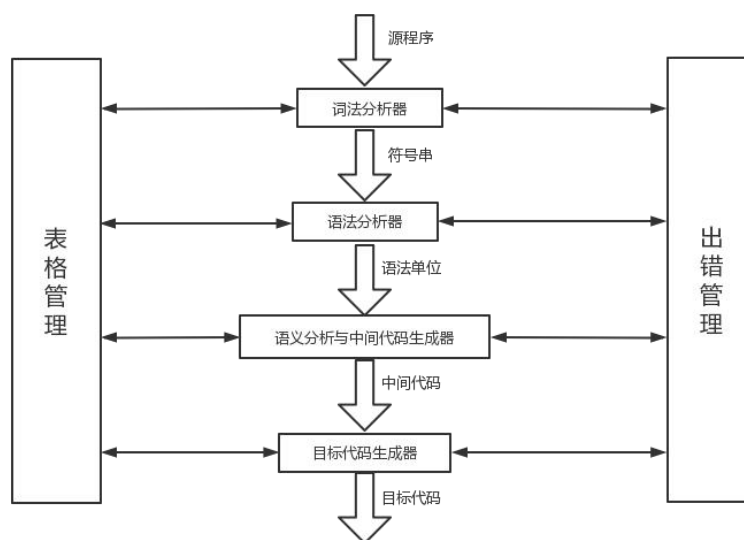 源程序
词法分析器
符号串
语法分析器
表格管理
出错管理
语法单位
语义分析与中间代码生成器
中间代码
目标代码生成器
目标代码